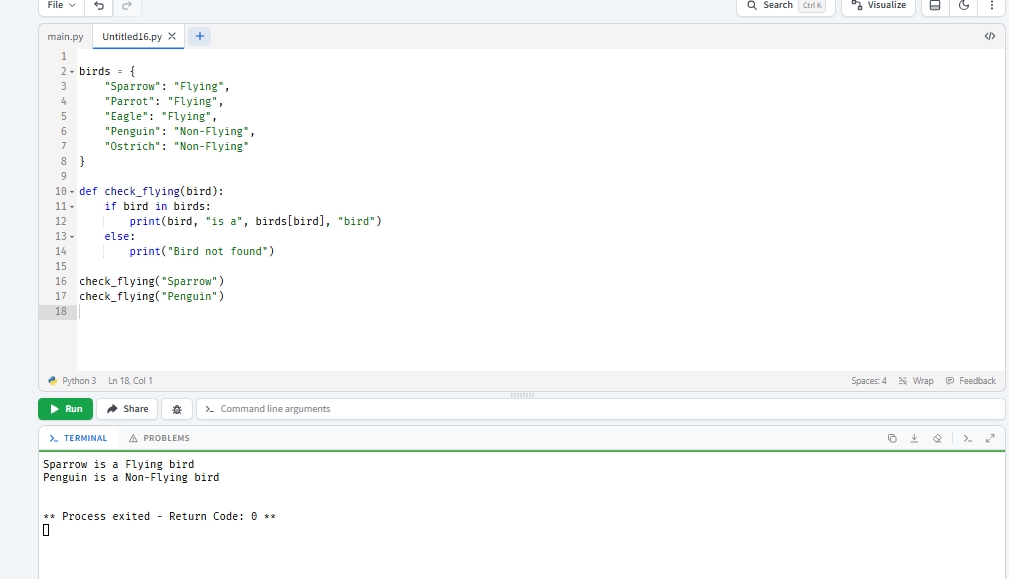 File
Search Ctrl K
Visualize
main.py Untitled16.py
1
2 birds = {
3     "Sparrow": "Flying",
4     "Parrot": "Flying",
5     "Eagle": "Flying",
6     "Penguin": "Non-Flying",
7     "Ostrich": "Non-Flying"
8 }
9
10 def check_flying(bird):
11     if bird in birds:
12         print(bird, "is a", birds[bird], "bird")
13     else:
14         print("Bird not found")
15
16 check_flying("Sparrow")
17 check_flying("Penguin")
18
Python 3 Ln 18, Col 1 Spaces: 4 Wrap Feedback
Run Share Command line arguments
TERMINAL PROBLEMS
Sparrow is a Flying bird
Penguin is a Non-Flying bird
** Process exited - Return Code: 0 **